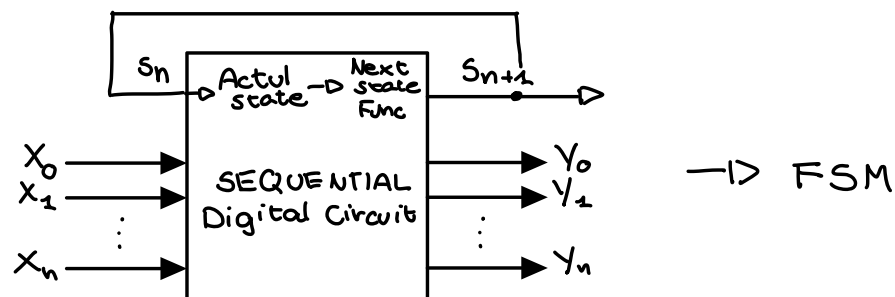 Sn
Actul
state
Next
state
Func
Sn+1
X0
X1
Xn
SEQUENTIAL
Digital Circuit
Y0
Y1
Yn
FSM